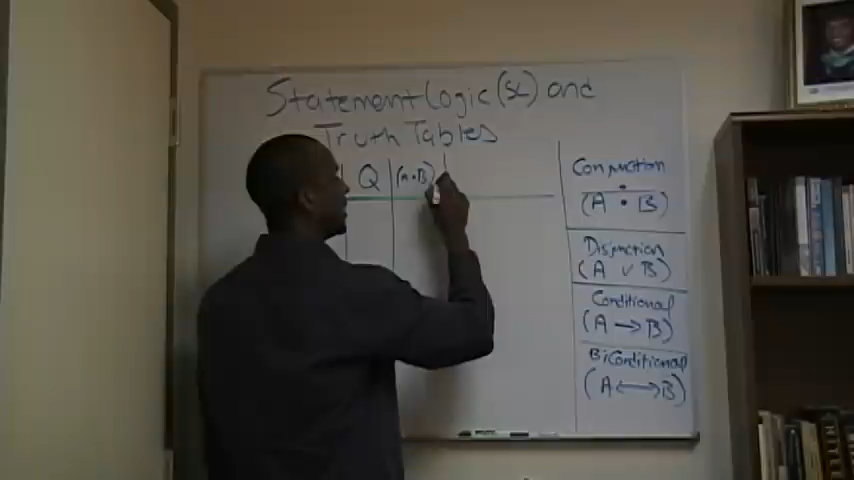 Statement Logic (SL) and
Truth Tables
Q (A • B)
Conjunction
(A • B)
Disjunction
(A v B)
Conditional
(A → B)
BiConditional
(A ↔ B)